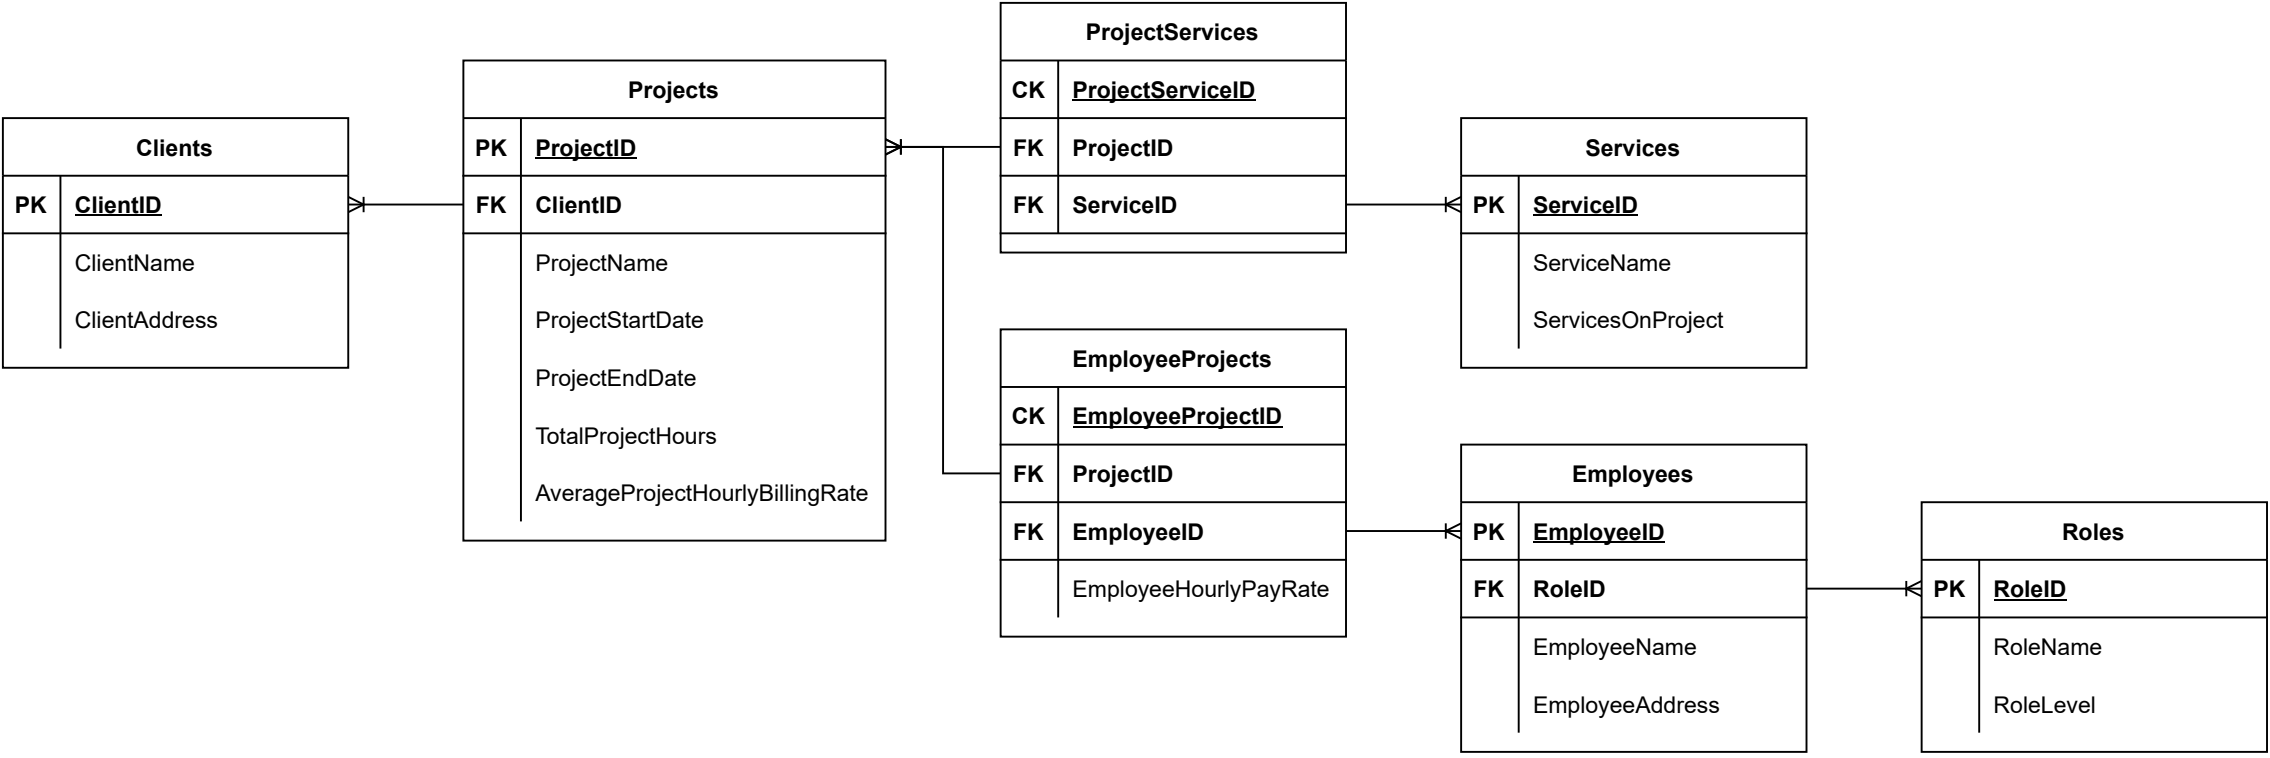 Clients
PK ClientID
ClientName
ClientAddress
Projects
PK ProjectID
FK ClientID
ProjectName
ProjectStartDate
ProjectEndDate
TotalProjectHours
AverageProjectHourlyBillingRate
ProjectServices
CK ProjectServiceID
FK ProjectID
FK ServiceID
EmployeeProjects
CK EmployeeProjectID
FK ProjectID
FK EmployeeID
EmployeeHourlyPayRate
Services
PK ServiceID
ServiceName
ServicesOnProject
Employees
PK EmployeeID
FK RoleID
EmployeeName
EmployeeAddress
Roles
PK RoleID
RoleName
RoleLevel